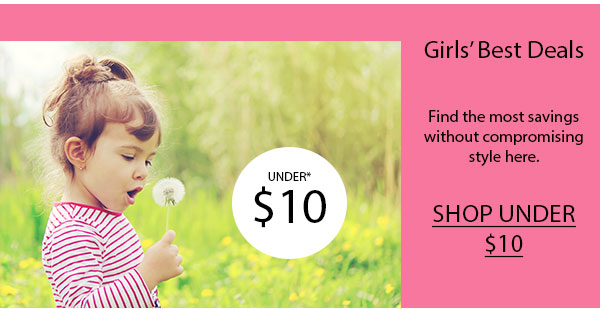 UNDER*
$10
Girls’ Best Deals
Find the most savings
without compromising
style here.
SHOP UNDER
$10